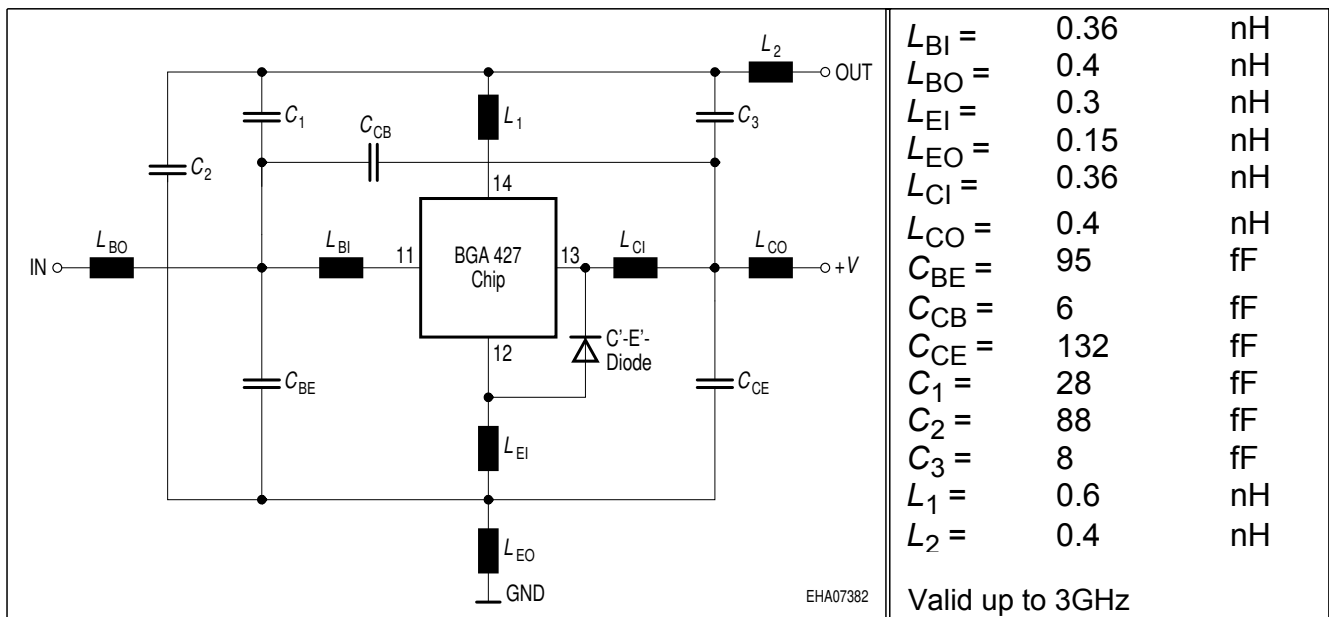 L2
OUT
C1
L1
C3
CCB
C2
14
LBO
LBI
LCI
LCO
IN
11
BGA 427
Chip
13
+V
12
C'-E'-
Diode
CBE
CCE
LEI
LEO
GND
EHA07382
LBI = 0.36 nH
LBO = 0.4 nH
LEI = 0.3 nH
LEO = 0.15 nH
LCI = 0.36 nH
LCO = 0.4 nH
CBE = 95 fF
CCB = 6 fF
CCE = 132 fF
C1 = 28 fF
C2 = 88 fF
C3 = 8 fF
L1 = 0.6 nH
L2 = 0.4 nH
Valid up to 3GHz